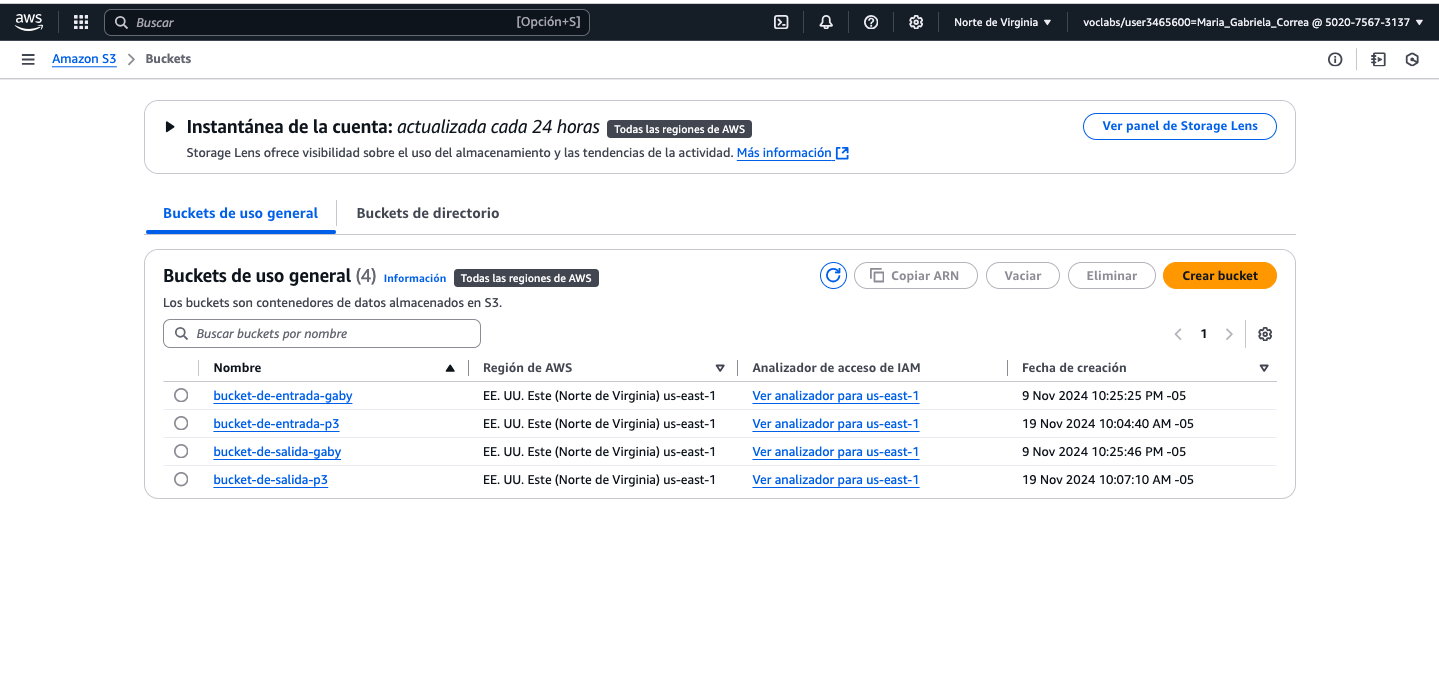 aws
Buscar [Opción+S] Norte de Virginia voclabs/user3465600=Maria_Gabriela_Correa @ 5020-7567-3137
Amazon S3 Buckets
Instantánea de la cuenta: actualizada cada 24 horas Todas las regiones de AWS Ver panel de Storage Lens
Storage Lens ofrece visibilidad sobre el uso del almacenamiento y las tendencias de la actividad. Más información
Buckets de uso general Buckets de directorio
Buckets de uso general (4) Información Todas las regiones de AWS Copiar ARN Vaciar Eliminar Crear bucket
Los buckets son contenedores de datos almacenados en S3.
Buscar buckets por nombre 1
Nombre Región de AWS Analizador de acceso de IAM Fecha de creación
bucket-de-entrada-gaby EE. UU. Este (Norte de Virginia) us-east-1 Ver analizador para us-east-1 9 Nov 2024 10:25:25 PM -05
bucket-de-entrada-p3 EE. UU. Este (Norte de Virginia) us-east-1 Ver analizador para us-east-1 19 Nov 2024 10:04:40 AM -05
bucket-de-salida-gaby EE. UU. Este (Norte de Virginia) us-east-1 Ver analizador para us-east-1 9 Nov 2024 10:25:46 PM -05
bucket-de-salida-p3 EE. UU. Este (Norte de Virginia) us-east-1 Ver analizador para us-east-1 19 Nov 2024 10:07:10 AM -05